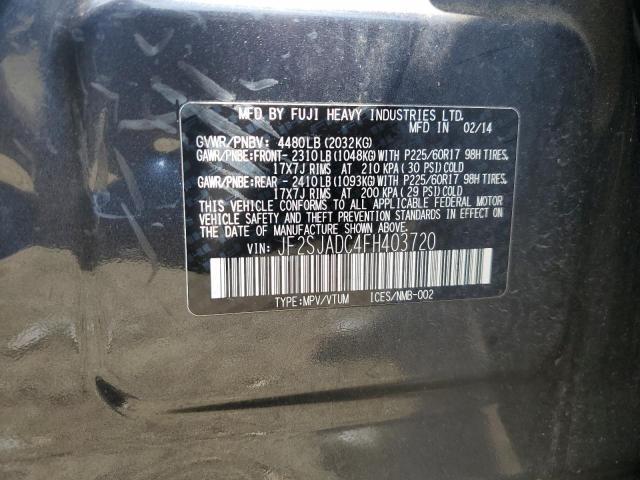 MFD BY FUJI HEAVY INDUSTRIES LTD.
MFD IN 02/14
GVWR/PNBV: 4480LB (2032KG)
GAWR/PNBE:FRONT- 2310LB (1048KG) WITH P225/60R17 98H TIRES,
17X7J RIMS AT 210 KPA (30 PSI) COLD
GAWR/PNBE:REAR - 2410LB (1093KG) WITH P225/60R17 98H TIRES,
17X7J RIMS AT 200 KPA (29 PSI) COLD
THIS VEHICLE CONFORMS TO ALL APPLICABLE FEDERAL MOTOR
VEHICLE SAFETY AND THEFT PREVENTION STANDARDS IN EFFECT ON
THE DATE OF MANUFACTURE SHOWN ABOVE.
VIN: JF2SJADC4FH403720
TYPE:MPV/VTUM ICES/NMB-002